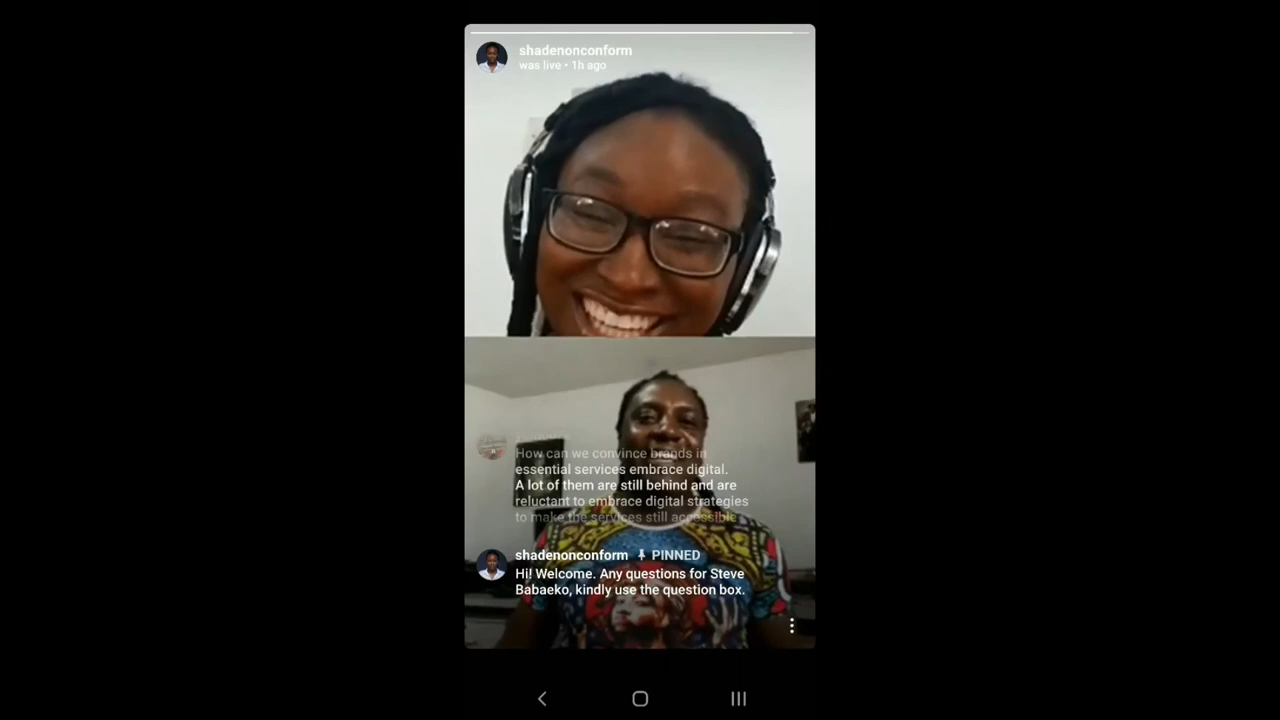 shadenonconform
was live • 1h ago
How can we convince brands in
essential services embrace digital.
A lot of them are still behind and are
reluctant to embrace digital strategies
to make the services still accessible
shadenonconform PINNED
Hi! Welcome. Any questions for Steve
Babaeko, kindly use the question box.